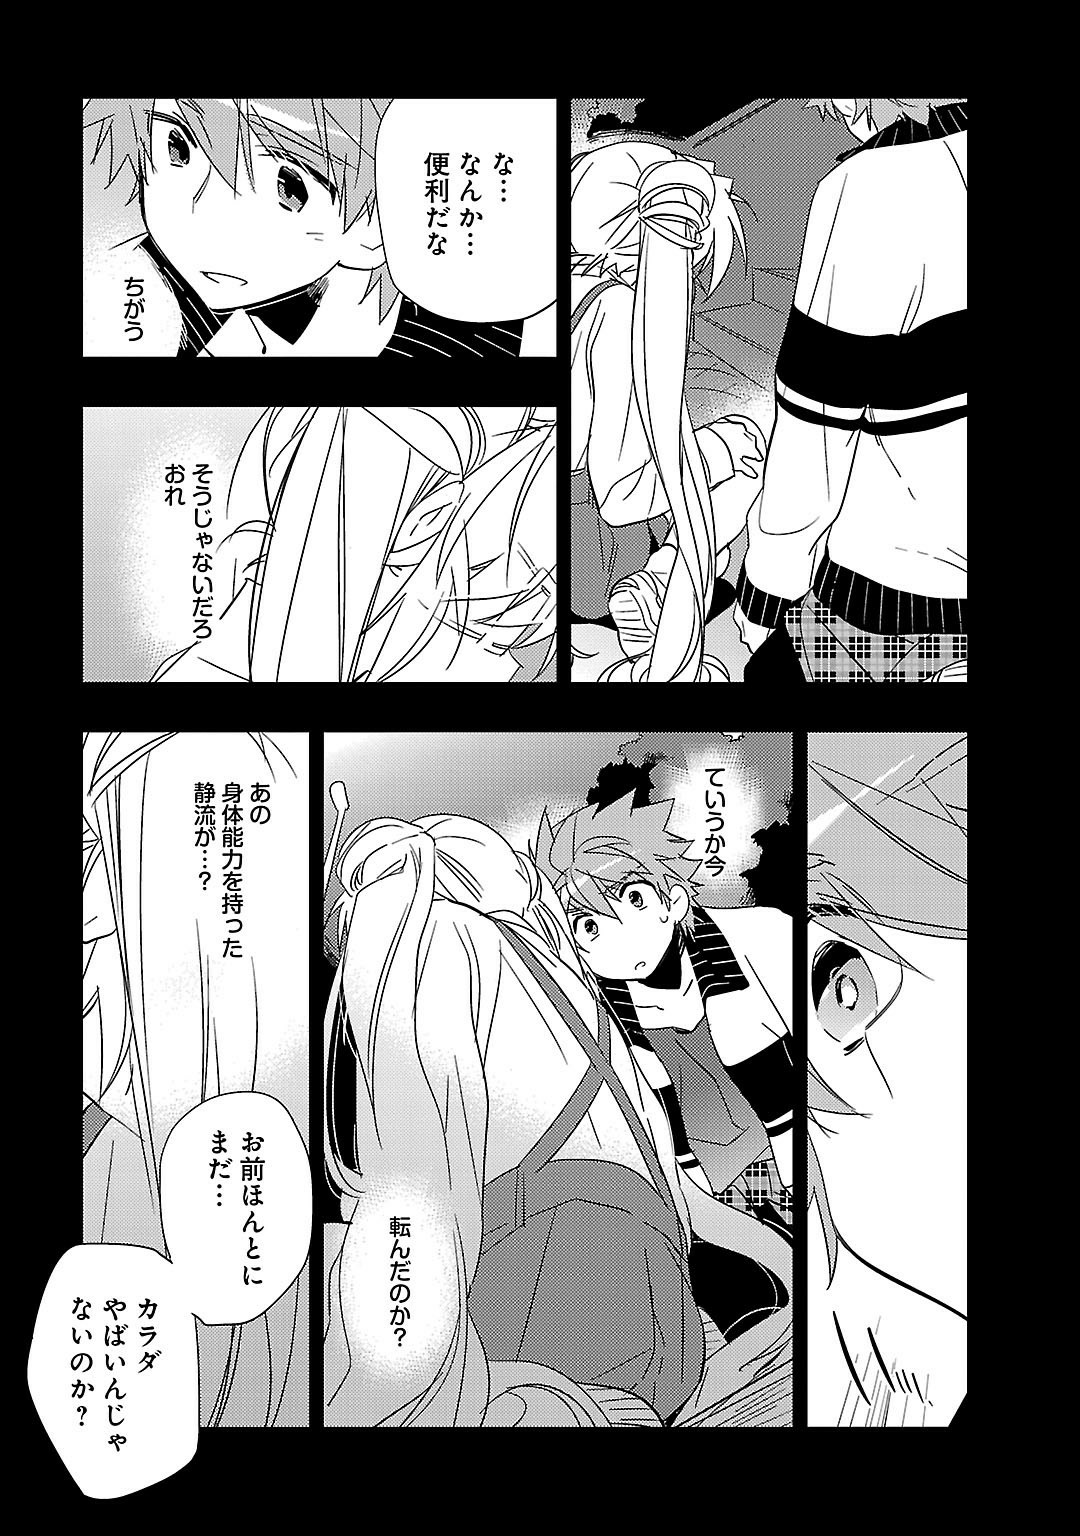 な…
なんか…
便利だな
ちがう
そうじゃないだろ
おれ
ていうか今
転んだのか?
あの
身体能力を持った
静流が…?
お前ほんとに
まだ…
カラダ
やばいんじゃ
ないのか?